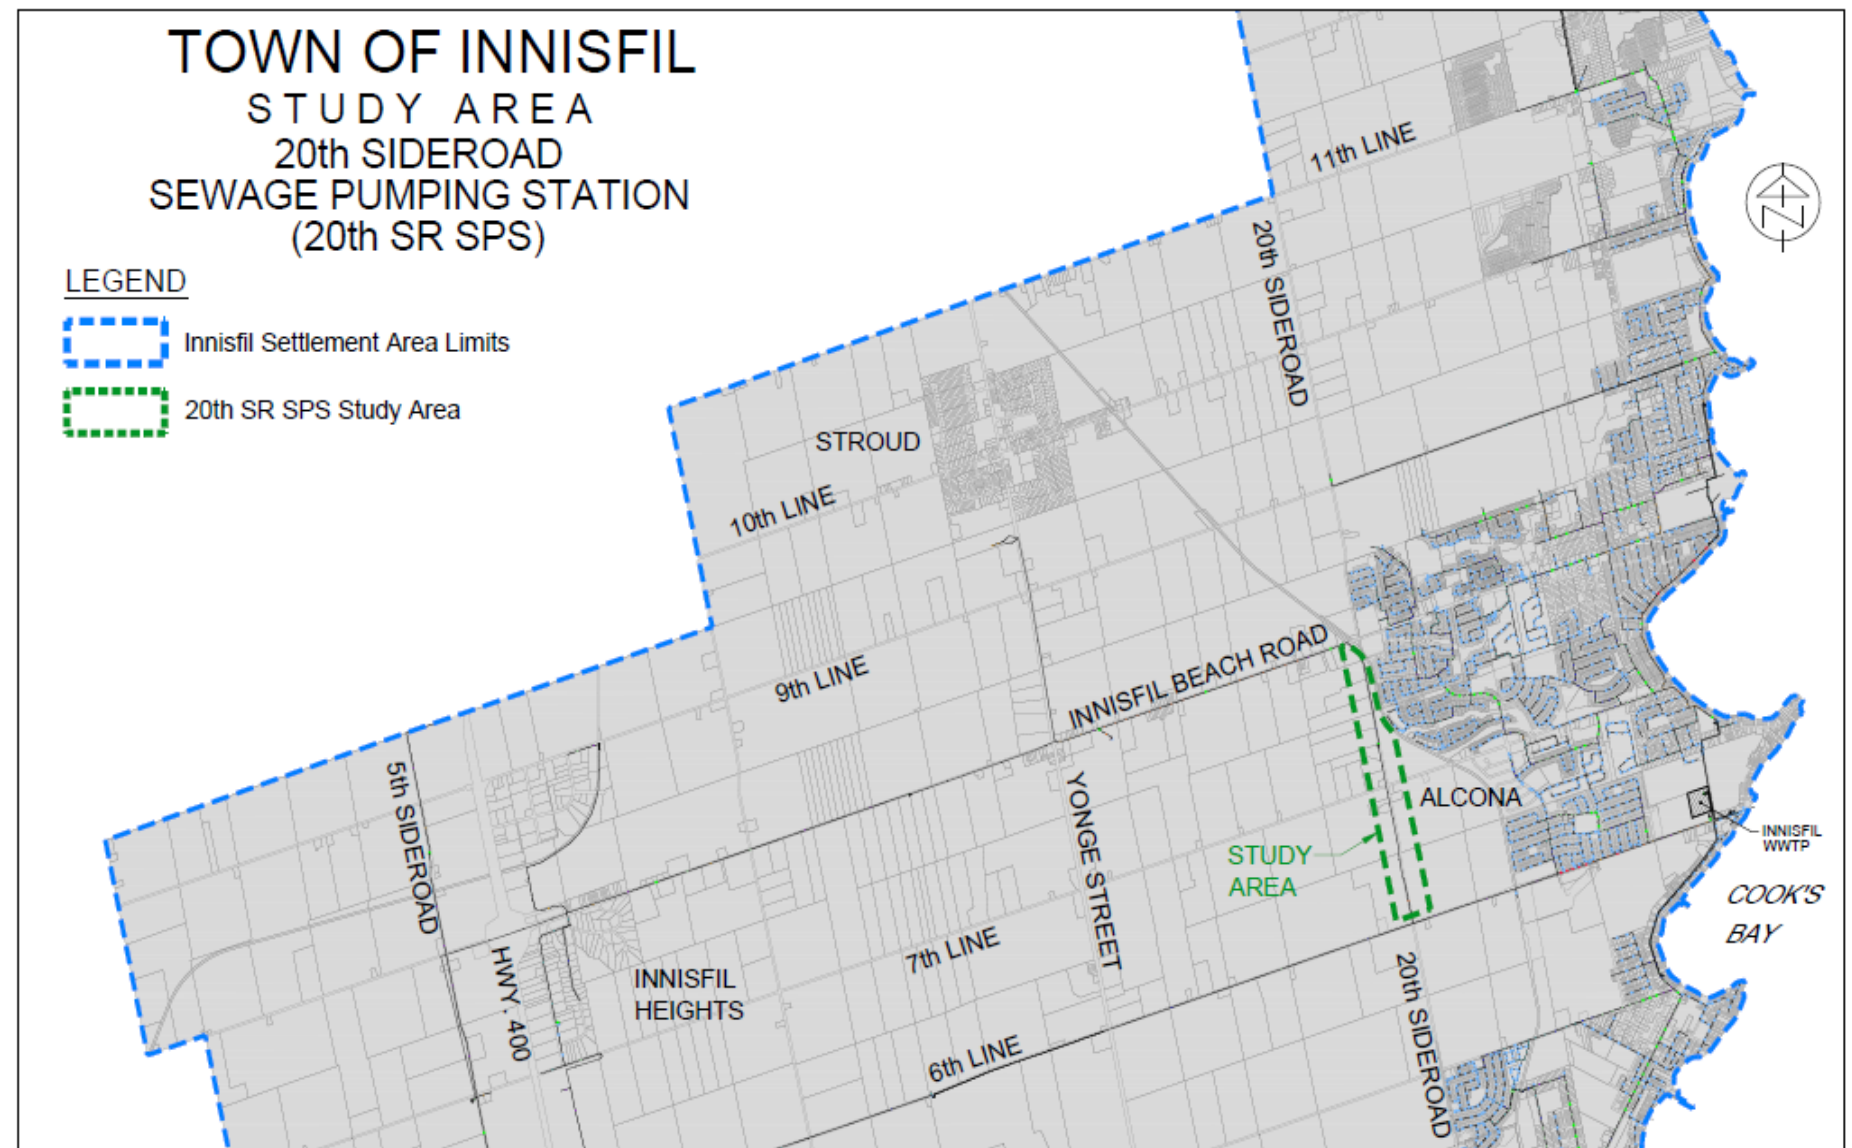 TOWN OF INNISFIL
STUDY AREA
20th SIDEROAD
SEWAGE PUMPING STATION
(20th SR SPS)
LEGEND
Innisfil Settlement Area Limits
20th SR SPS Study Area
11th LINE
N
20th SIDEROAD
STROUD
10th LINE
9th LINE
INNISFIL BEACH ROAD
5th SIDEROAD
YONGE STREET
ALCONA
INNISFIL
WWTP
STUDY
AREA
COOK'S
BAY
7th LINE
HWY. 400
INNISFIL
HEIGHTS
20th SIDEROAD
6th LINE